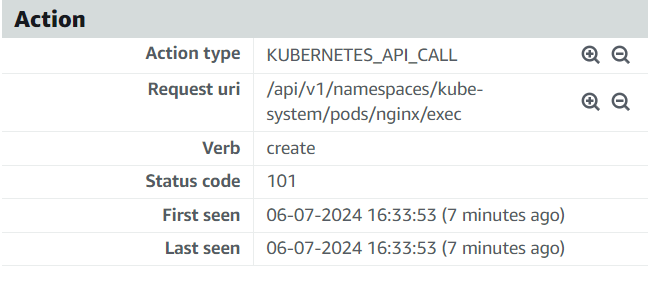 Action
Action type KUBERNETES_API_CALL
Request uri /api/v1/namespaces/kube-
system/pods/nginx/exec
Verb create
Status code 101
First seen 06-07-2024 16:33:53 (7 minutes ago)
Last seen 06-07-2024 16:33:53 (7 minutes ago)